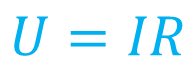 U = IR